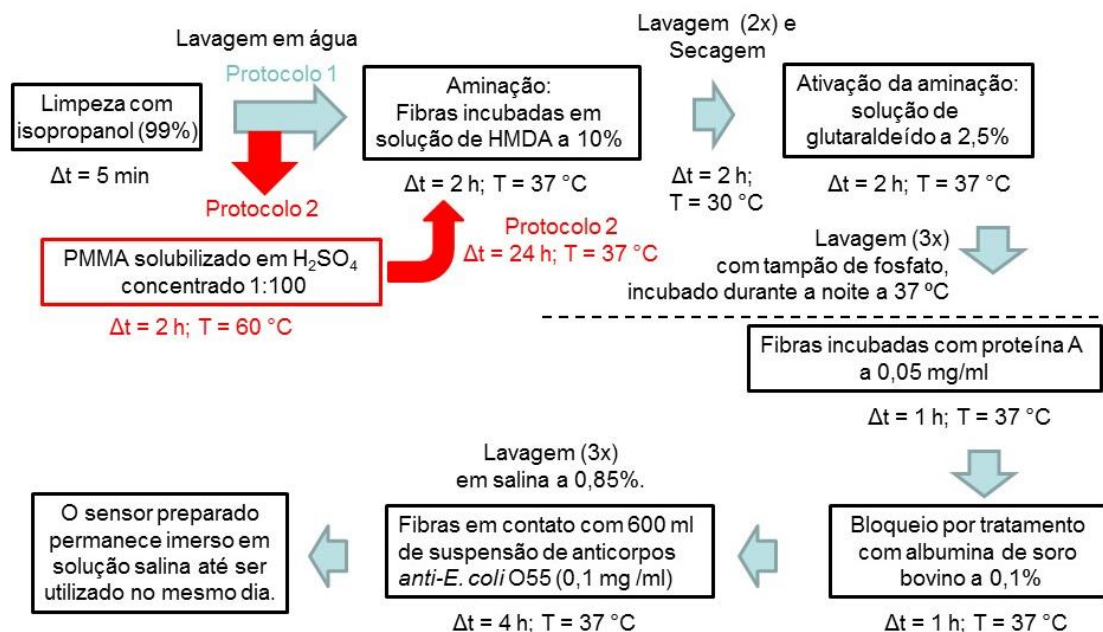 Lavagem em água
Protocolo 1
Limpeza com
isopropanol (99%)
Δt = 5 min
Protocolo 2
PMMA solubilizado em H₂SO₄
concentrado 1:100
Δt = 2 h; T = 60 °C
Aminação:
Fibras incubadas em
solução de HMDA a 10%
Δt = 2 h; T = 37 °C
Protocolo 2
Δt = 24 h; T = 37 °C
Lavagem (2x) e
Secagem
Δt = 2 h;
T = 30 °C
Ativação da aminação:
solução de
glutaraldeído a 2,5%
Δt = 2 h; T = 37 °C
Lavagem (3x)
com tampão de fosfato,
incubado durante a noite a 37 ºC
Fibras incubadas com proteína A
a 0,05 mg/ml
Δt = 1 h; T = 37 °C
Bloqueio por tratamento
com albumina de soro
bovino a 0,1%
Δt = 1 h; T = 37 °C
Lavagem (3x)
em salina a 0,85%.
Fibras em contato com 600 ml
de suspensão de anticorpos
anti-E. coli O55 (0,1 mg /ml)
Δt = 4 h; T = 37 °C
O sensor preparado
permanece imerso em
solução salina até ser
utilizado no mesmo dia.